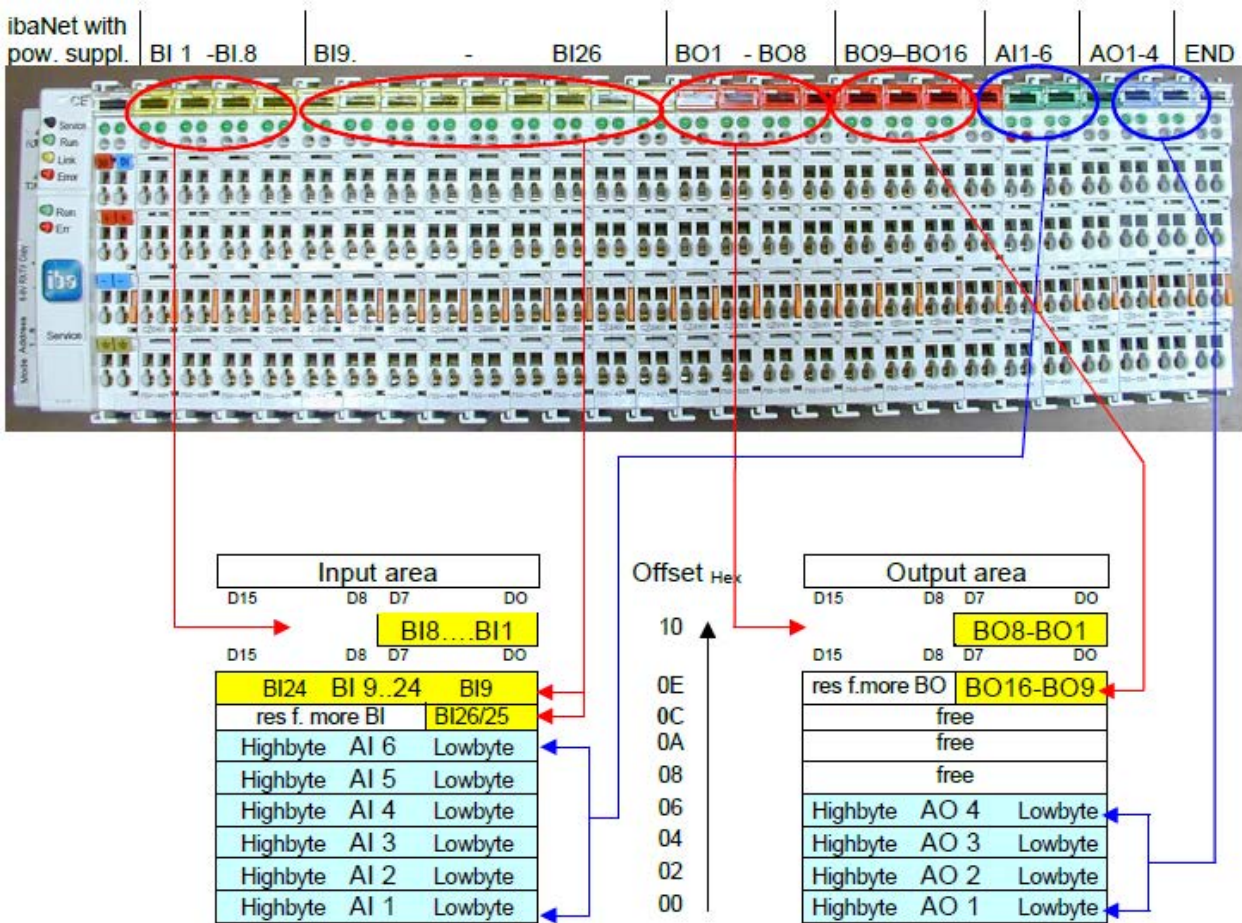 ibaNet with
pow. suppl. BI 1 -BI.8 BI9. - BI26 BO1 - BO8 BO9–BO16 AI1-6 AO1-4 END
CE
Service
Run
Link
Error
Run
Err
iba
Service
Mode Address
Input area Offset Hex Output area
D15 D8 D7 DO D15 D8 D7 DO
BI8....BI1 10 BO8-BO1
D15 D8 D7 DO D15 D8 D7 DO
BI24 BI 9..24 BI9 0E res f.more BO BO16-BO9
res f. more BI BI26/25 0C free
Highbyte AI 6 Lowbyte 0A free
Highbyte AI 5 Lowbyte 08 free
Highbyte AI 4 Lowbyte 06 Highbyte AO 4 Lowbyte
Highbyte AI 3 Lowbyte 04 Highbyte AO 3 Lowbyte
Highbyte AI 2 Lowbyte 02 Highbyte AO 2 Lowbyte
Highbyte AI 1 Lowbyte 00 Highbyte AO 1 Lowbyte